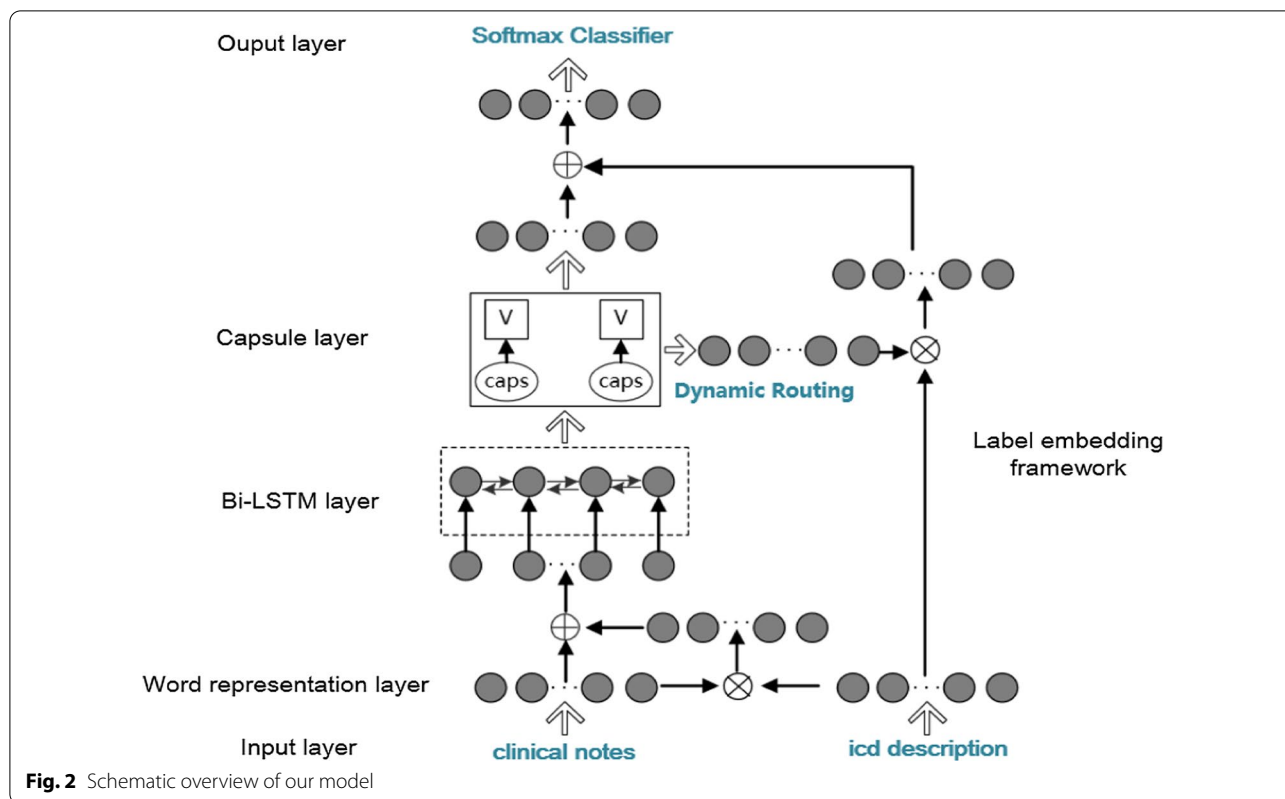 Ouput layer
Softmax Classifier
Capsule layer
V V
caps caps
Dynamic Routing
Label embedding
framework
Bi-LSTM layer
Word representation layer
Input layer
clinical notes
icd description
Fig. 2 Schematic overview of our model